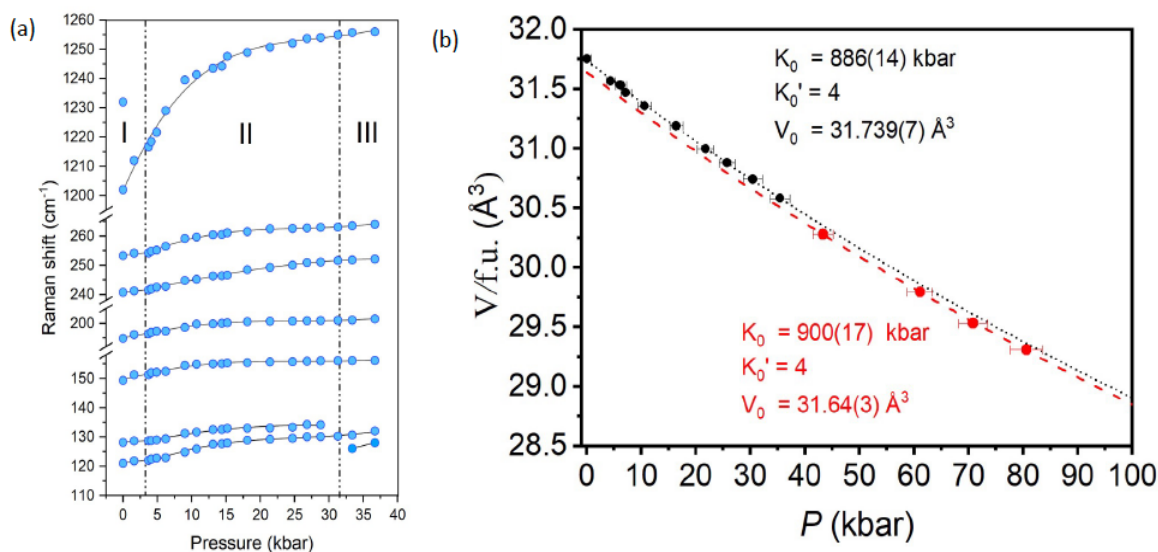 (a)
1260
1250
1240
1230
1220
1210
1200
260
250
240
200
150
130
120
110
Raman shift (cm⁻¹)
I
II
III
0 5 10 15 20 25 30 35 40
Pressure (kbar)
(b)
32.0
31.5
31.0
30.5
30.0
29.5
29.0
28.5
V/f.u. (Å³)
K₀ = 886(14) kbar
K₀' = 4
V₀ = 31.739(7) Å³
K₀ = 900(17) kbar
K₀' = 4
V₀ = 31.64(3) Å³
0 10 20 30 40 50 60 70 80 90 100
P (kbar)